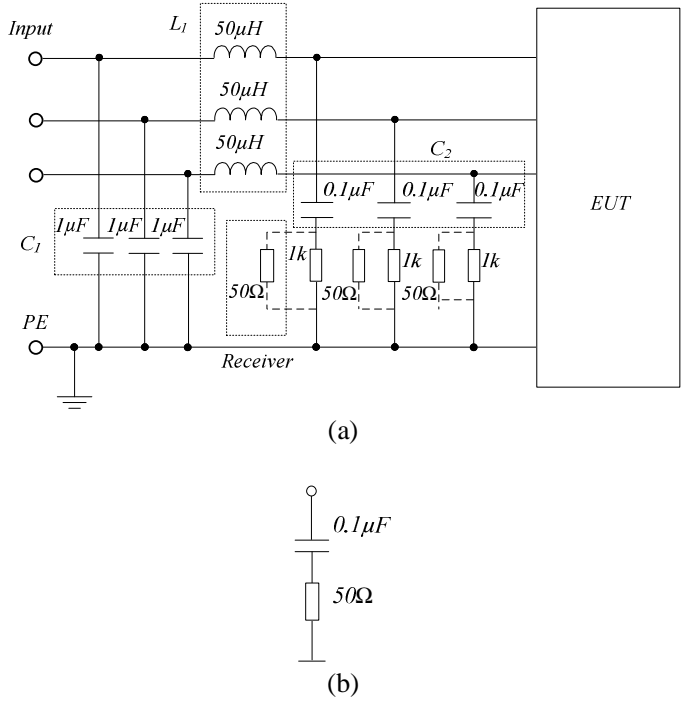 Input
L1
50μH
50μH
50μH
C2
0.1μF 0.1μF 0.1μF
EUT
1μF 1μF 1μF
C1
1k 1k 1k
50Ω 50Ω 50Ω
PE
Receiver
(a)
0.1μF
50Ω
(b)